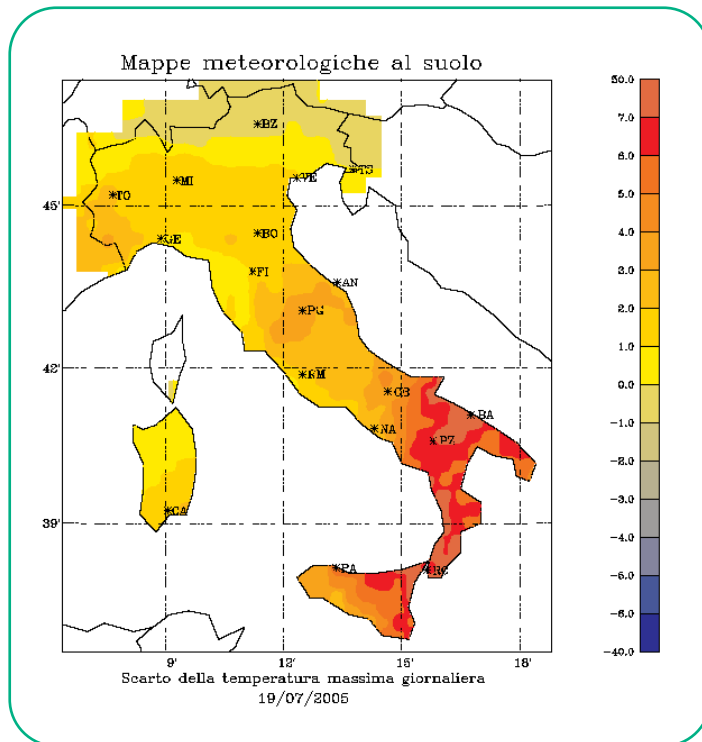 Mappe meteorologiche al suolo
50.0
7.0
6.0
5.0
4.0
3.0
2.0
1.0
0.0
-1.0
-2.0
-3.0
-4.0
-5.0
-6.0
-40.0
BZ
TS
MI
VE
TO
45'
GE
BO
FI
AN
PG
42'
RM
CB
BA
NA
PZ
CA
39'
PA
RC
9'
12'
15'
18'
Scarto della temperatura massima giornaliera
19/07/2005